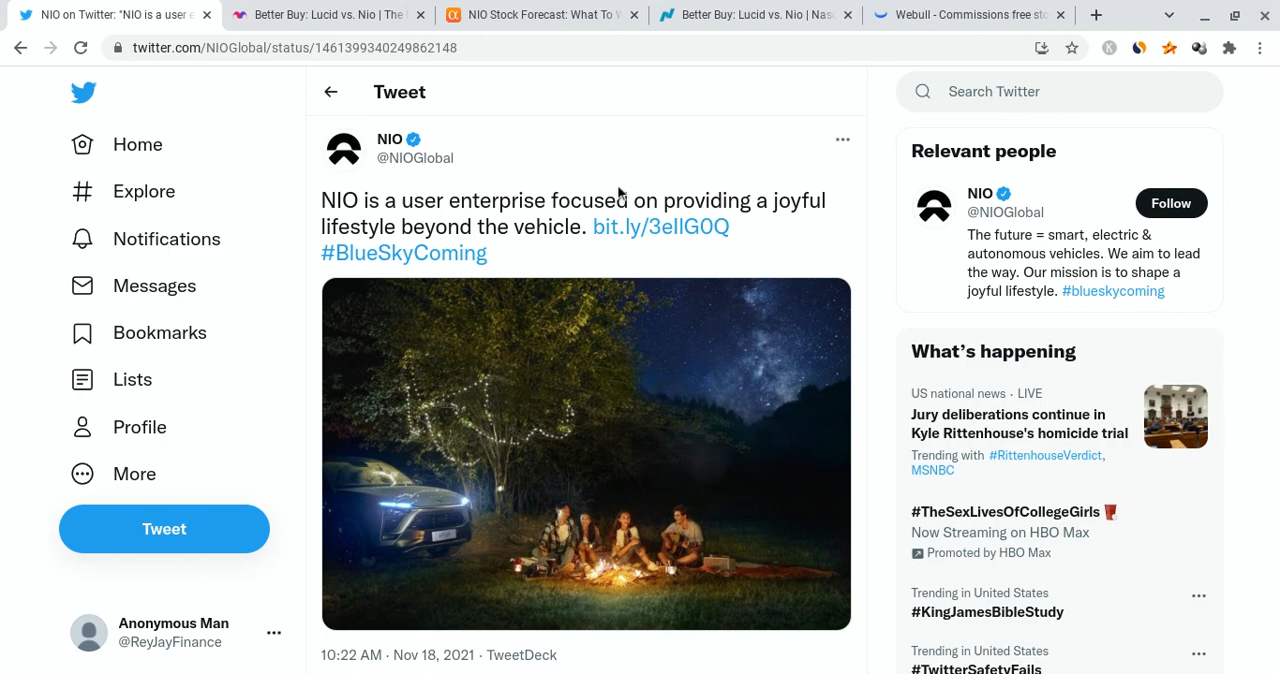 NIO on Twitter: "NIO is a user e
Better Buy: Lucid vs. Nio | The
NIO Stock Forecast: What To W
Better Buy: Lucid vs. Nio | Nas
Webull - Commissions free sto
twitter.com/NIOGlobal/status/1461399340249862148
Home
Explore
Notifications
Messages
Bookmarks
Lists
Profile
More
Tweet
Anonymous Man
@ReyJayFinance
Tweet
NIO
@NIOGlobal
NIO is a user enterprise focused on providing a joyful
lifestyle beyond the vehicle. bit.ly/3eIlG0Q
#BlueSkyComing
10:22 AM · Nov 18, 2021 · TweetDeck
Search Twitter
Relevant people
NIO
@NIOGlobal
Follow
The future = smart, electric &
autonomous vehicles. We aim to lead
the way. Our mission is to shape a
joyful lifestyle. #blueskycoming
What's happening
US national news · LIVE
Jury deliberations continue in
Kyle Rittenhouse's homicide trial
Trending with #RittenhouseVerdict,
MSNBC
#TheSexLivesOfCollegeGirls
Now Streaming on HBO Max
Promoted by HBO Max
Trending in United States
#KingJamesBibleStudy
Trending in United States
#TwitterSafetyFails